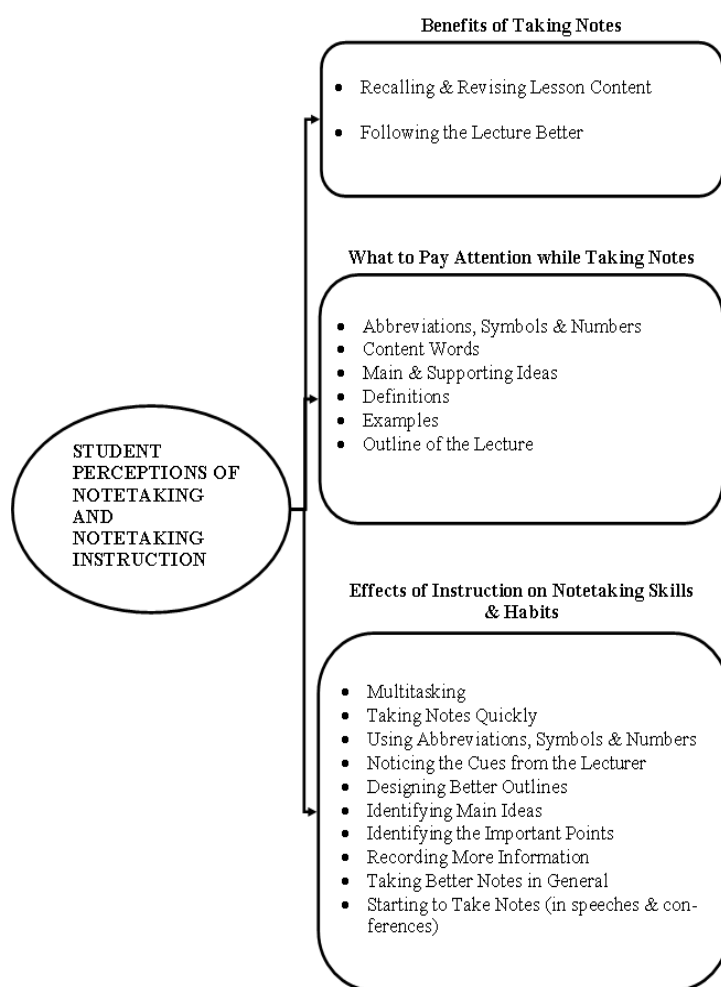 Benefits of Taking Notes
• Recalling & Revising Lesson Content
• Following the Lecture Better
What to Pay Attention while Taking Notes
• Abbreviations, Symbols & Numbers
• Content Words
• Main & Supporting Ideas
• Definitions
• Examples
• Outline of the Lecture
STUDENT
PERCEPTIONS OF
NOTETAKING
AND
NOTETAKING
INSTRUCTION
Effects of Instruction on Notetaking Skills
& Habits
• Multitasking
• Taking Notes Quickly
• Using Abbreviations, Symbols & Numbers
• Noticing the Cues from the Lecturer
• Designing Better Outlines
• Identifying Main Ideas
• Identifying the Important Points
• Recording More Information
• Taking Better Notes in General
• Starting to Take Notes (in speeches & con-
ferences)